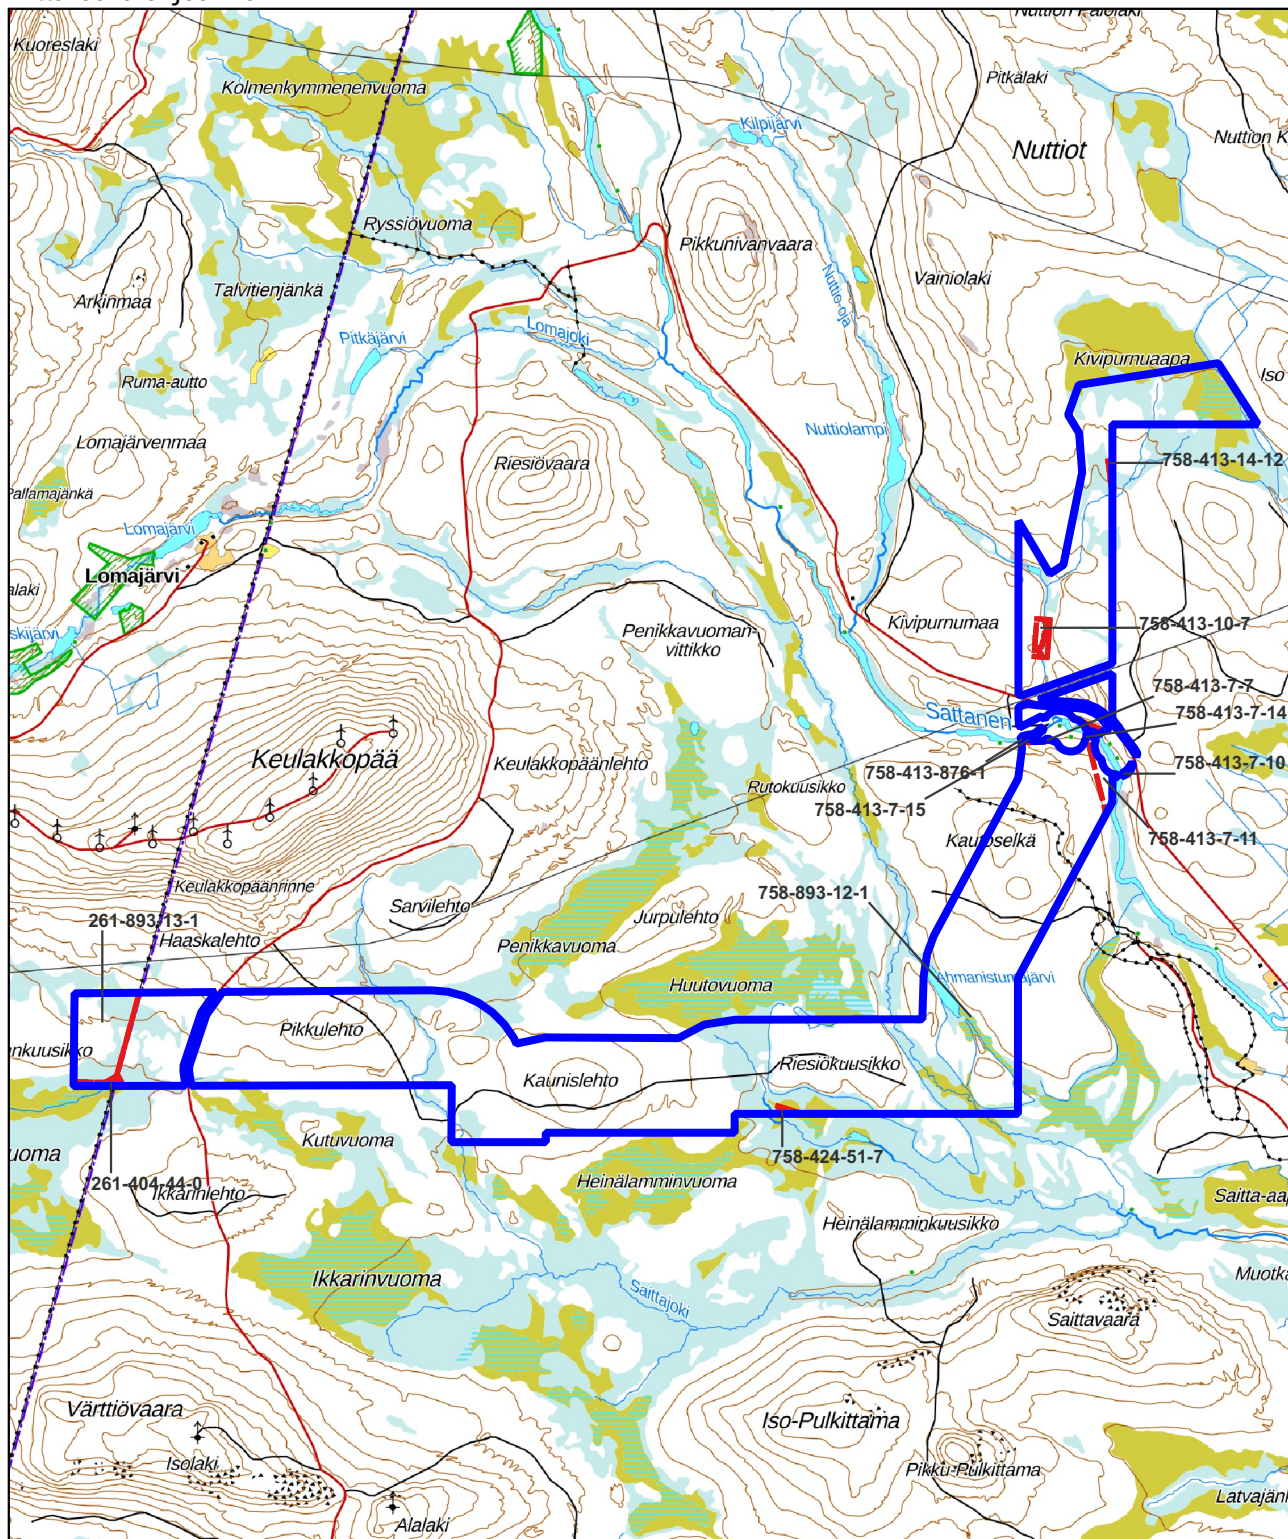 Kuoreslaki
Kolmenkymmenenvuoma
Kilpijärvi
Pitkälaki
Nuttiot
Nuttion K
Ryssiövuoma
Pikkunivanvaara
Nuttio-oja
Vainiolaki
Arkinmaa
Talvitienjänkä
Pitkäjärvi
Lomajoki
Kivipurnuaapa
Iso
Ruma-autto
Lomajärvenmaa
Riesiövaara
Nuttiolampi
758-413-14-12
Pallamajänkä
Lomajärvi
Lomajärvi
alaki
skijärvi
Penikkavuoman-
vittikko
Kivipurnumaa
758-413-10-7
758-413-7-7
Sattanen
758-413-7-14
Keulakkopää
Keulakkopäänlehto
Rutokuusikko
758-413-876-1
758-413-7-10
758-413-7-15
Kautoselkä
758-413-7-11
Keulakkopäänrinne
Sarvilehto
Jurpulehto
758-893-12-1
261-893-13-1
Haaskalehto
Penikkavuoma
Huutovuoma
Ahmanistumajärvi
Pikkulehto
nkuusikko
Kaunislehto
Riesiökuusikko
Kutuvuoma
uoma
758-424-51-7
261-404-44-0
Ikkarinlehto
Heinälamminvuoma
Saitta-aap
Heinälamminkuusikko
Ikkarinvuoma
Saittajoki
Muotka
Saittavaara
Värttiövaara
Iso-Pulkittama
Isolaki
Pikku-Pulkittama
Latvajän
Alalaki